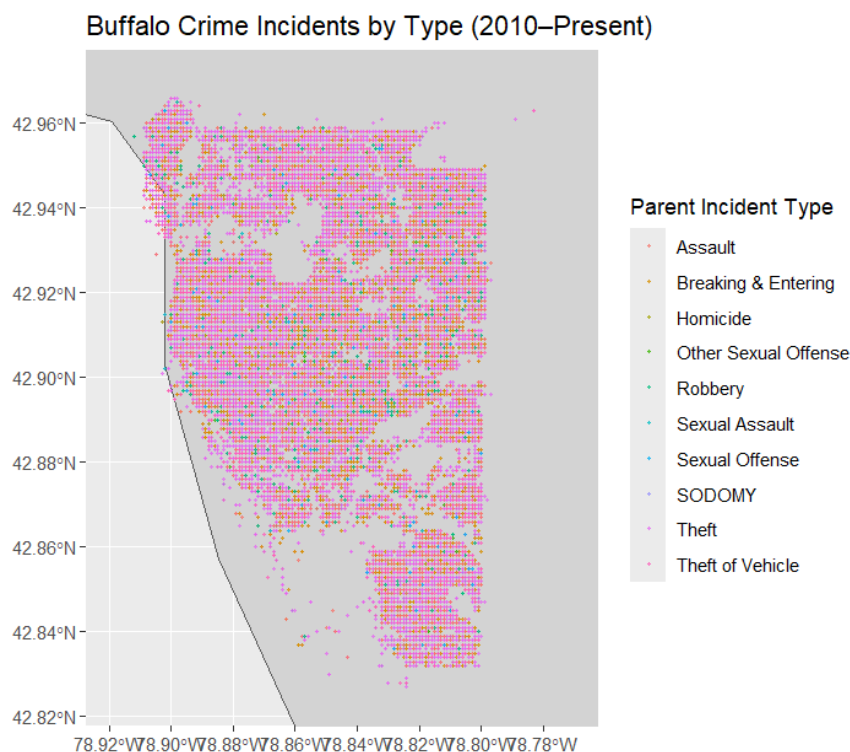 Buffalo Crime Incidents by Type (2010–Present)
42.96°N
42.94°N
42.92°N
42.90°N
42.88°N
42.86°N
42.84°N
42.82°N
78.92°W78.90°W78.88°W78.86°W78.84°W78.82°W78.80°W78.78°W
Parent Incident Type
Assault
Breaking & Entering
Homicide
Other Sexual Offense
Robbery
Sexual Assault
Sexual Offense
SODOMY
Theft
Theft of Vehicle